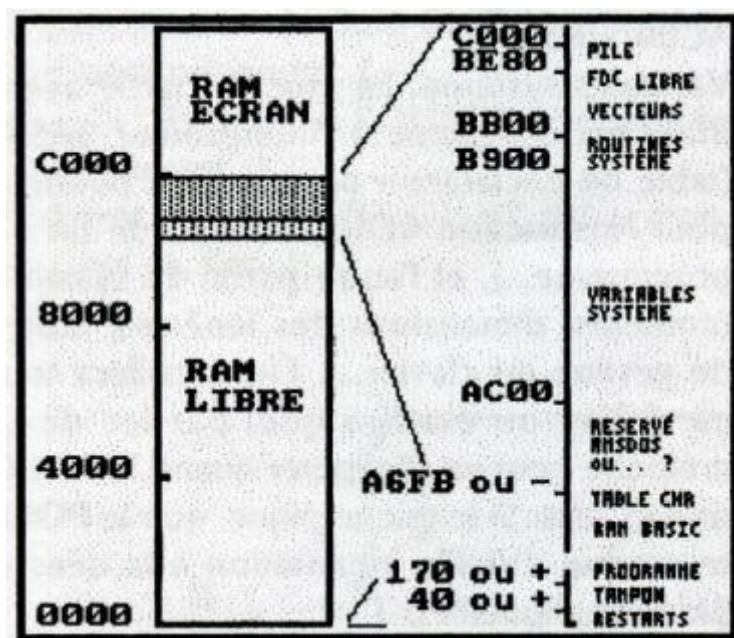 RAM
ECRAN
C000
8000
RAM
LIBRE
4000
0000
C000
PILE
BE80
FDC LIBRE
VECTEURS
BB00
ROUTINES
SYSTEME
B900
VARIABLES
SYSTEME
AC00
RESERVÉ
AMSDOS
OU... ?
A6FB ou -
TABLE CHR
RAM BASIC
170 ou +
PROGRAMME
40 ou +
TAMPON
RESTARTS